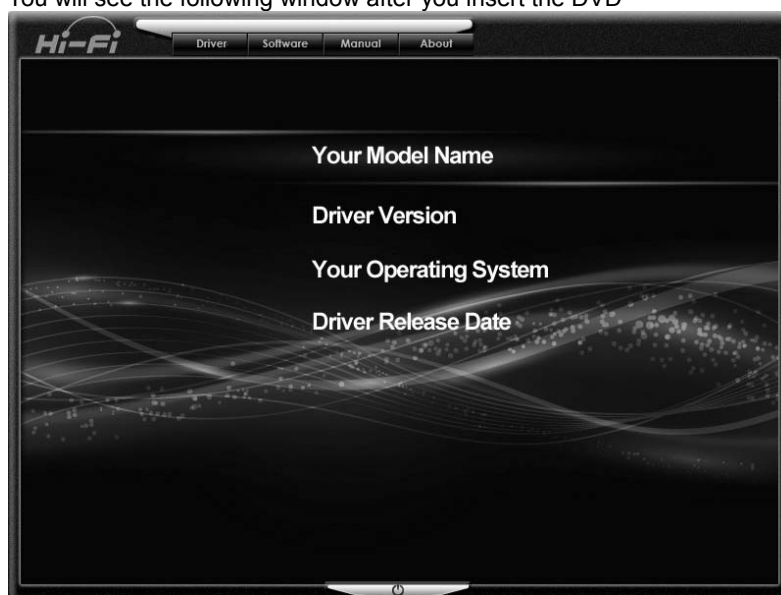 You will see the following window after you insert the DVD
Hi-Fi
Driver Software Manual About
Your Model Name
Driver Version
Your Operating System
Driver Release Date